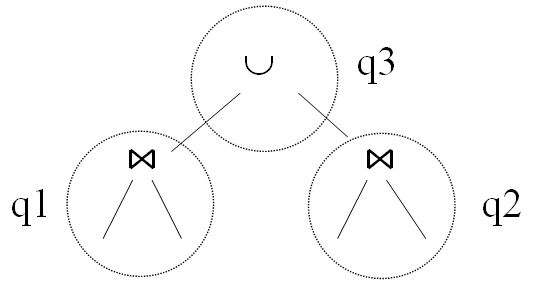 ∪ q3
⋈ ⋈
q1 q2